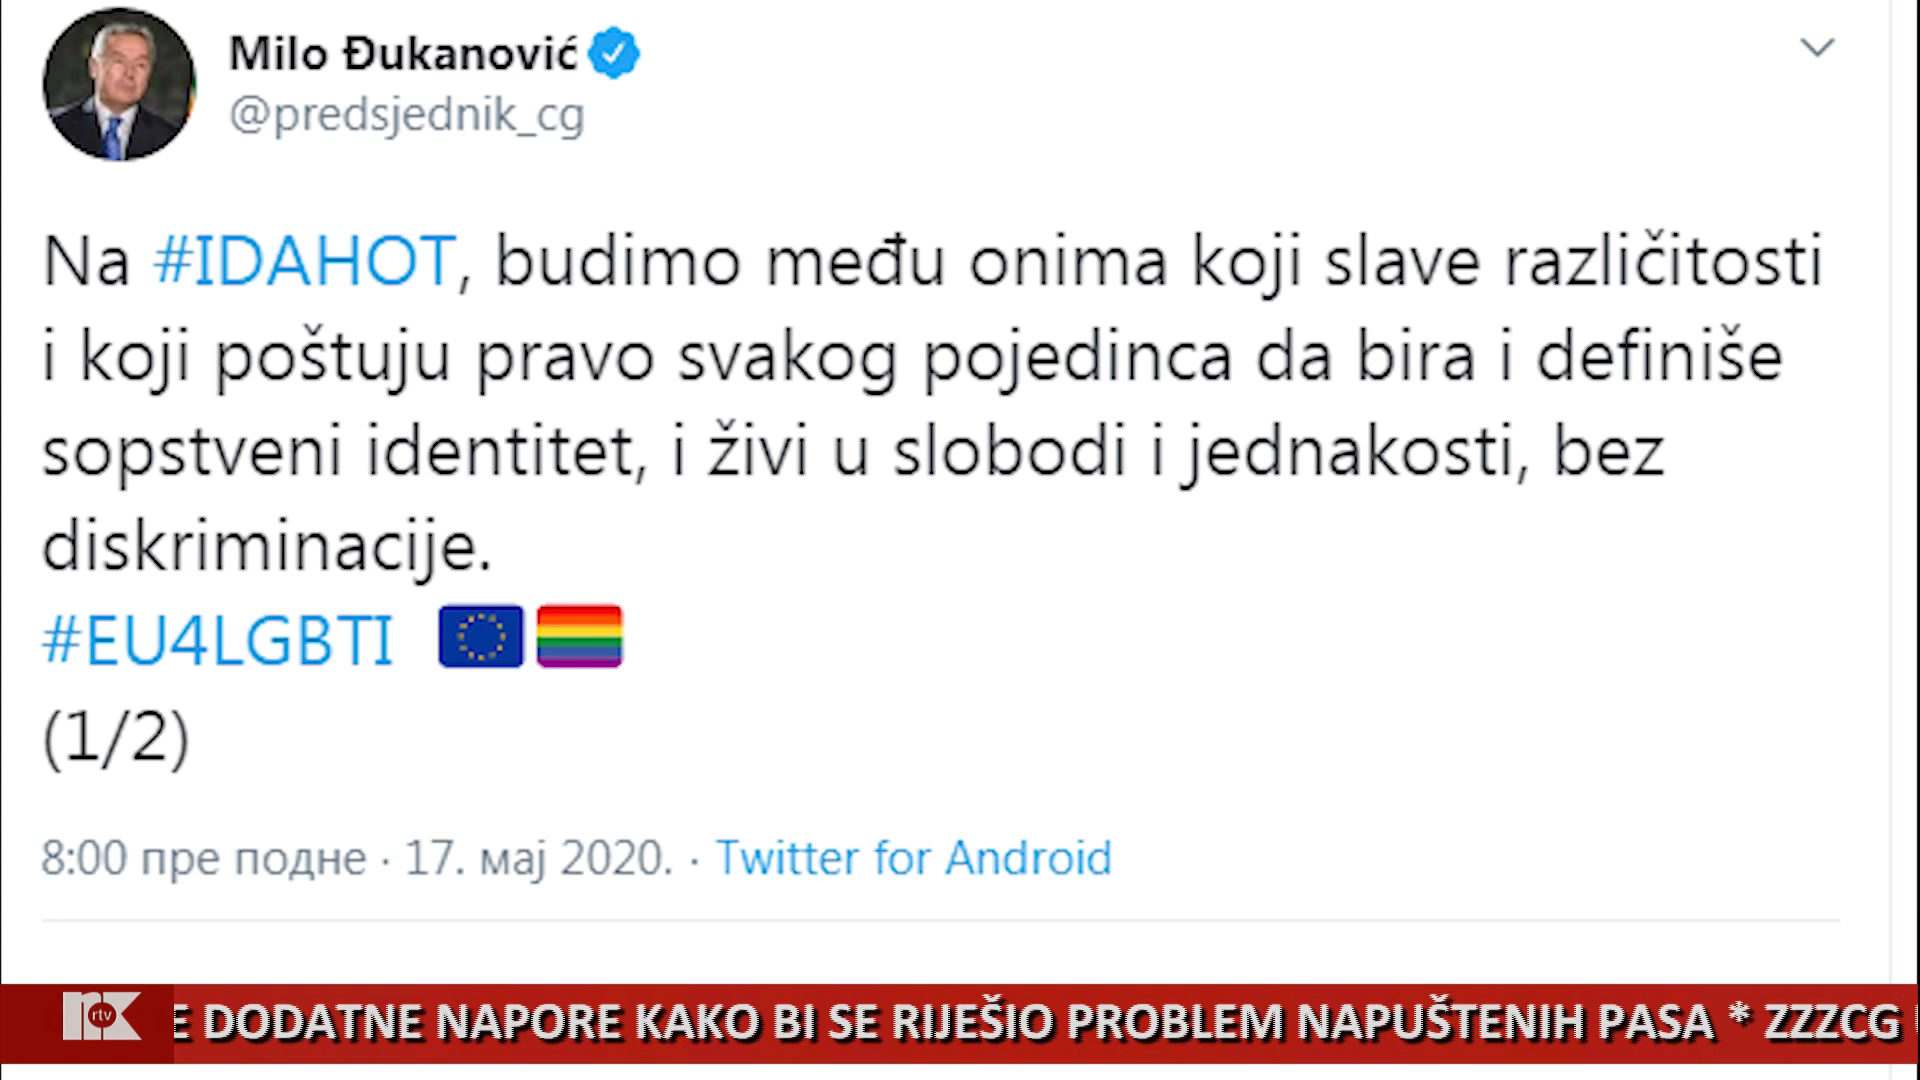 Milo Đukanović
@predsjednik_cg
Na #IDAHOT, budimo među onima koji slave različitosti
i koji poštuju pravo svakog pojedinca da bira i definiše
sopstveni identitet, i živi u slobodi i jednakosti, bez
diskriminacije.
#EU4LGBTI
(1/2)
8:00 пре подне · 17. мај 2020. · Twitter for Android
rtv E DODATNE NAPORE KAKO BI SE RIJEŠIO PROBLEM NAPUŠTENIH PASA * ZZZCG